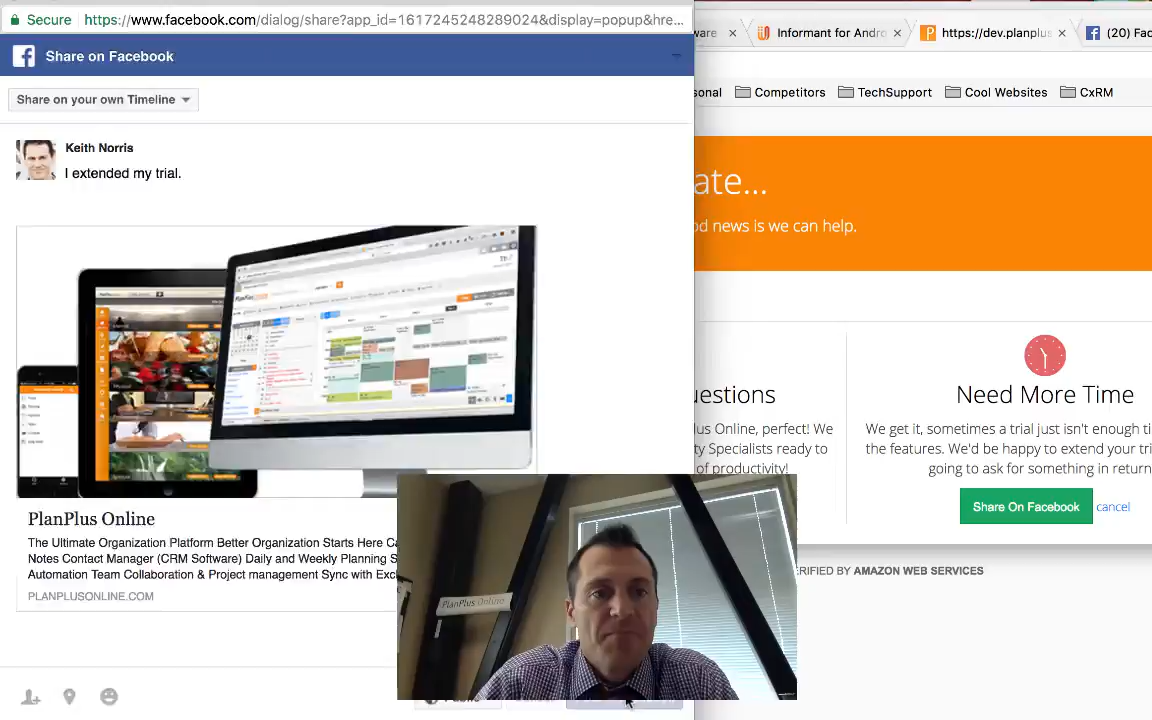 Secure
https://www.facebook.com/dialog/share?app_id=1617245248289024&display=popup&hre...
ware
Informant for Andro
https://dev.planplus
(20) Fac
Share on Facebook
sonal
Competitors
TechSupport
Cool Websites
CxRM
Share on your own Timeline
Keith Norris
I extended my trial.
ate...
od news is we can help.
PlanPlus Online
The Ultimate Organization Platform Better Organization Starts Here Ca
Notes Contact Manager (CRM Software) Daily and Weekly Planning S
Automation Team Collaboration & Project management Sync with Exc
PLANPLUSONLINE.COM
uestions
lus Online, perfect! We
ty Specialists ready to
of productivity!
Need More Time
We get it, sometimes a trial just isn't enough ti
the features. We'd be happy to extend your tri
going to ask for something in return
Share On Facebook
cancel
ERIFIED BY AMAZON WEB SERVICES
PlanPlus Online